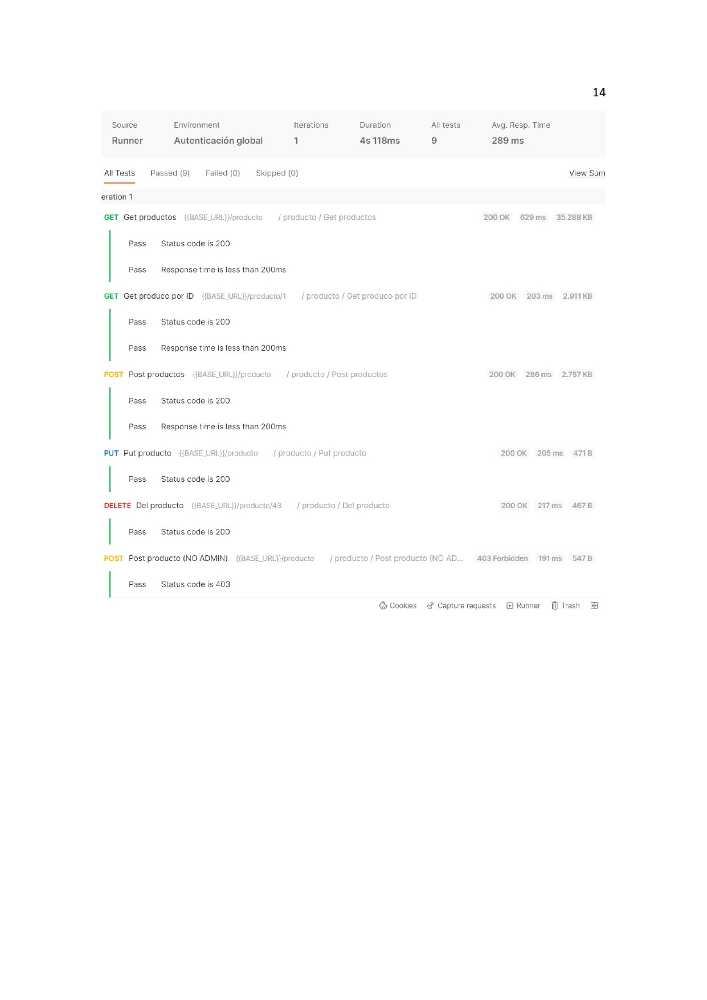 14
Source Environment Iterations Duration All tests Avg. Resp. Time
Runner Autenticación global 1 4s 118ms 9 289 ms
All Tests Passed (9) Failed (0) Skipped (0) View Sum
eration 1
GET Get productos {{BASE_URL}}/producto / producto / Get productos 200 OK 629 ms 35.288 KB
Pass Status code is 200
Pass Response time is less than 200ms
GET Get produco por ID {{BASE_URL}}/producto/1 / producto / Get produco por ID 200 OK 203 ms 2.911 KB
Pass Status code is 200
Pass Response time is less than 200ms
POST Post productos {{BASE_URL}}/producto / producto / Post productos 200 OK 286 ms 2.757 KB
Pass Status code is 200
Pass Response time is less than 200ms
PUT Put producto {{BASE_URL}}/producto / producto / Put producto 200 OK 205 ms 471 B
Pass Status code is 200
DELETE Del producto {{BASE_URL}}/producto/43 / producto / Del producto 200 OK 217 ms 467 B
Pass Status code is 200
POST Post producto (NO ADMIN) {{BASE_URL}}/producto / producto / Post producto (NO AD... 403 Forbidden 191 ms 547 B
Pass Status code is 403
Cookies Capture requests Runner Trash